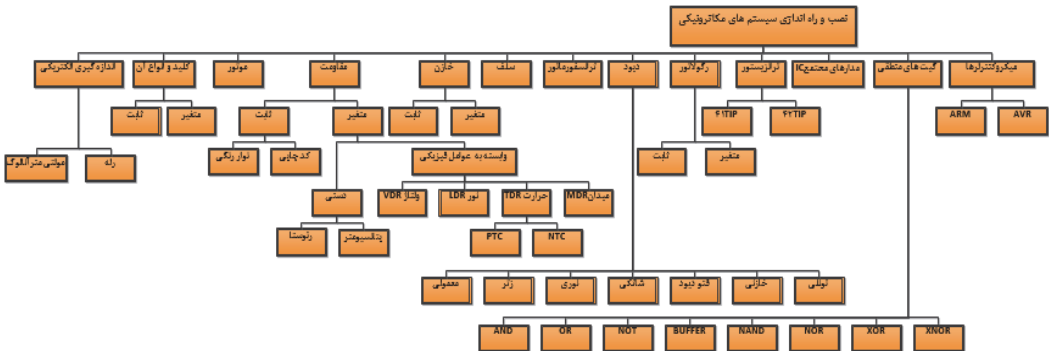 نصب و راه اندازی سیستم های مکاترونیکی
میکروکنترلرها
گیت‌های منطقی
مدارهای مجتمع IC
ترانزیستور
رگولاتور
دیود
ترانسفورماتور
سلف
خازن
مقاومت
موتور
کلید و انواع آن
اندازه گیری الکتریکی
AVR
ARM
۴۲TIP
۴۱TIP
متغیر
ثابت
متغیر
ثابت
متغیر
ثابت
متغیر
ثابت
رله
مولتی متر آنالوگ
وابسته به عوامل فیزیکی
کد چاپی
نوار رنگی
میدان MDR
حرارت TDR
نور LDR
ولتاژ VDR
دستی
NTC
PTC
پتانسیومتر
رئوستا
تونلی
خازنی
فتو دیود
شاتکی
نوری
زنر
معمولی
AND
OR
NOT
BUFFER
NAND
NOR
XOR
XNOR